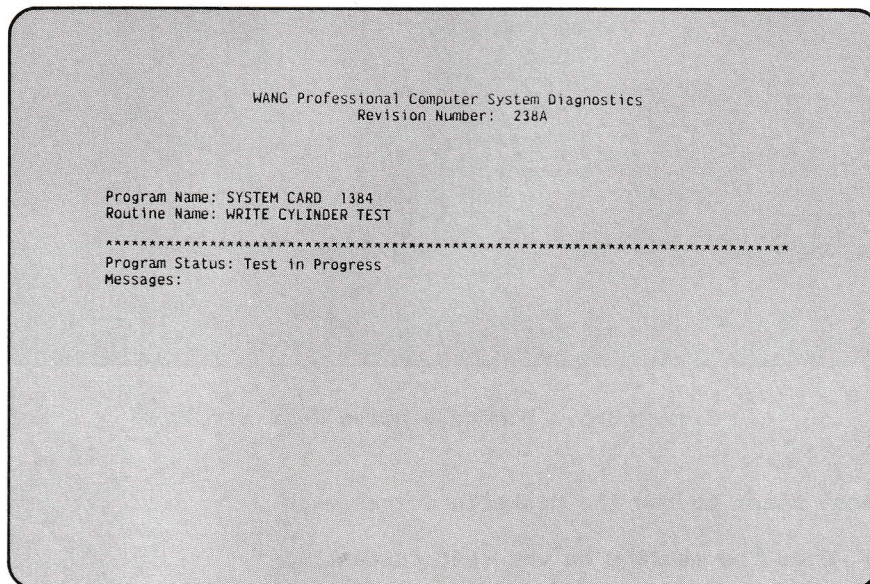 WANG Professional Computer System Diagnostics
Revision Number: 238A
Program Name: SYSTEM CARD 1384
Routine Name: WRITE CYLINDER TEST
*******************************************************************************
Program Status: Test in Progress
Messages: